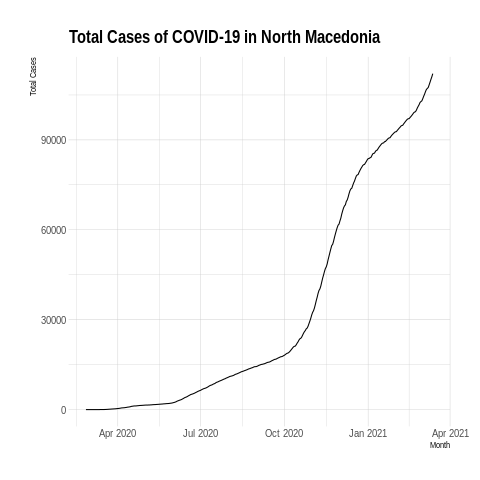 Total Cases of COVID-19 in North Macedonia
Total Cases
90000
60000
30000
0
Apr 2020 Jul 2020 Oct 2020 Jan 2021 Apr 2021
Month